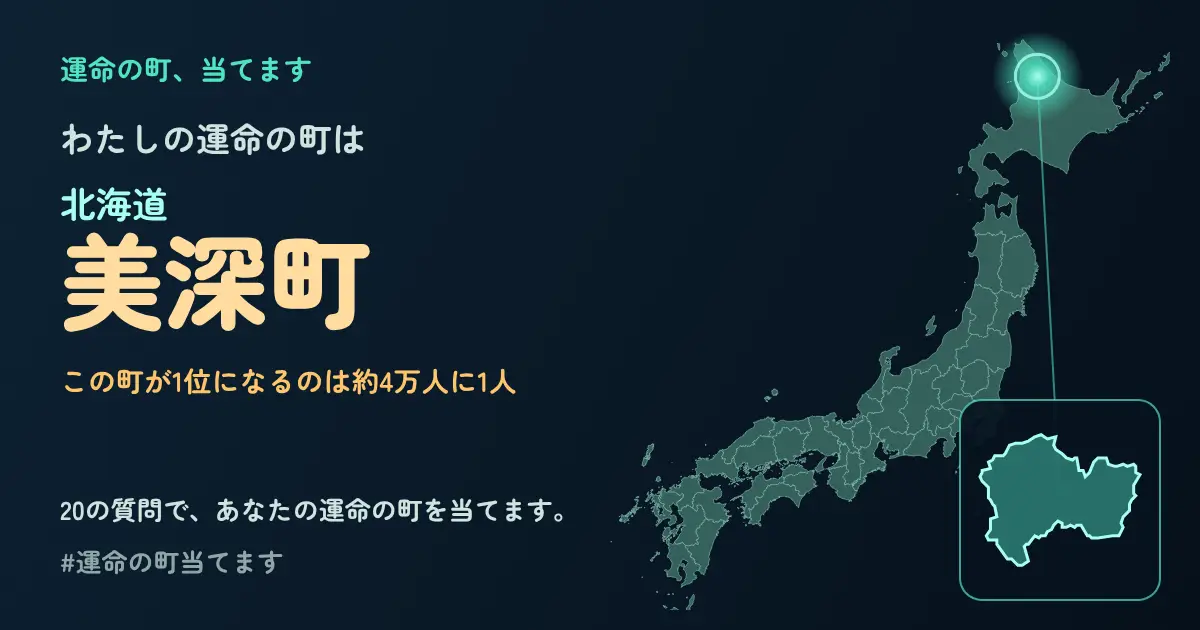 運命の町、当てます
わたしの運命の町は
北海道
美深町
この町が1位になるのは約4万人に1人
20の質問で、あなたの運命の町を当てます。
#運命の町当てます